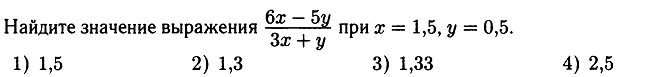 Найдите значение выражения \frac{6x − 5y}{3x + y} при x = 1,5, y = 0,5.
1) 1,5 2) 1,3 3) 1,33 4) 2,5